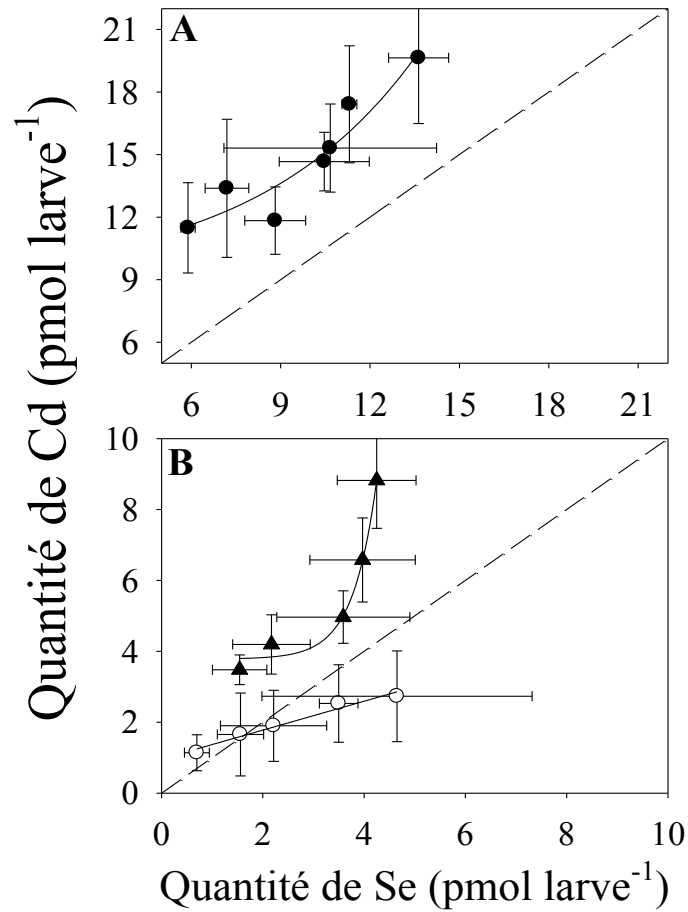 Quantité de Cd (pmol larve⁻¹)
A
21
18
15
12
9
6
6 9 12 15 18 21
B
10
8
6
4
2
0
2 4 6 8 10
Quantité de Se (pmol larve⁻¹)